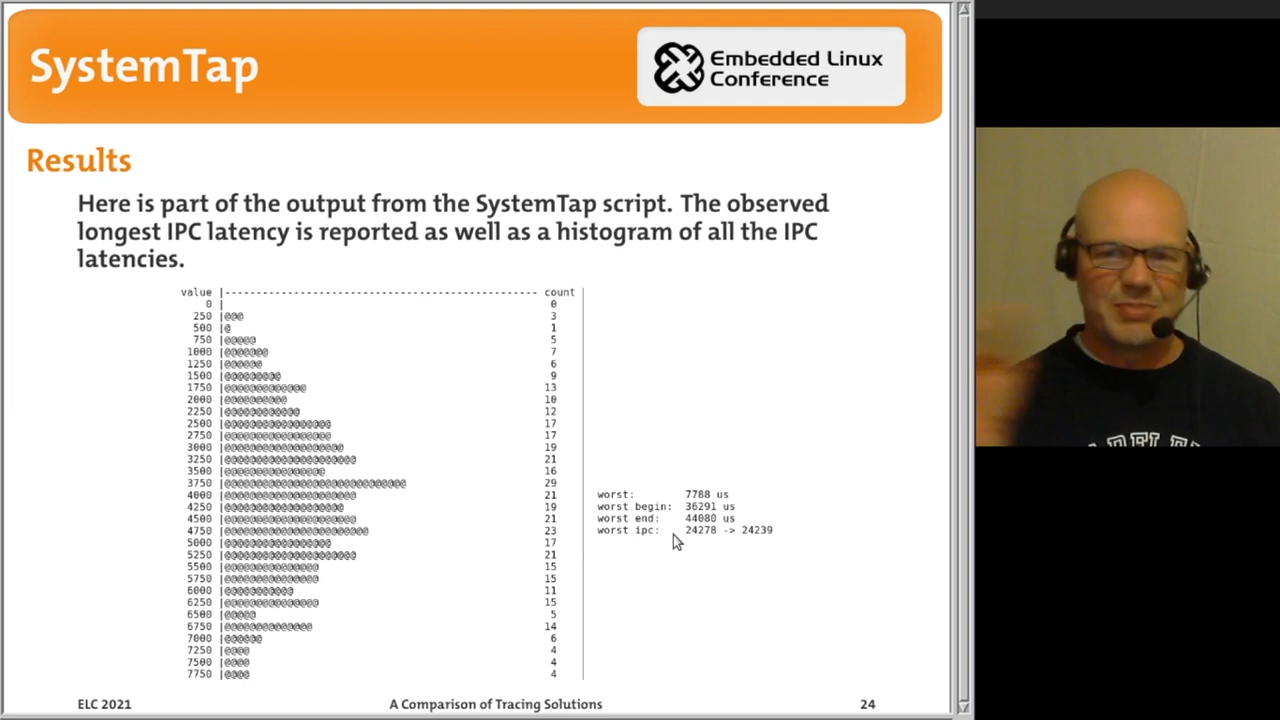 SystemTap
Embedded Linux
Conference
Results
Here is part of the output from the SystemTap script. The observed
longest IPC latency is reported as well as a histogram of all the IPC
latencies.
value |-------------------------------------------------- count
0 | 0
250 |@@@ 3
500 |@ 1
750 |@@@@@ 5
1000 |@@@@@@@ 7
1250 |@@@@@@ 6
1500 |@@@@@@@@@ 9
1750 |@@@@@@@@@@@@@ 13
2000 |@@@@@@@@@@ 10
2250 |@@@@@@@@@@@@ 12
2500 |@@@@@@@@@@@@@@@@@ 17
2750 |@@@@@@@@@@@@@@@@@ 17
3000 |@@@@@@@@@@@@@@@@@@@ 19
3250 |@@@@@@@@@@@@@@@@@@@@@ 21
3500 |@@@@@@@@@@@@@@@@ 16
3750 |@@@@@@@@@@@@@@@@@@@@@@@@@@@@@ 29
4000 |@@@@@@@@@@@@@@@@@@@@@ 21
4250 |@@@@@@@@@@@@@@@@@@@ 19
4500 |@@@@@@@@@@@@@@@@@@@@@ 21
4750 |@@@@@@@@@@@@@@@@@@@@@@@ 23
5000 |@@@@@@@@@@@@@@@@@ 17
5250 |@@@@@@@@@@@@@@@@@@@@@ 21
5500 |@@@@@@@@@@@@@@@ 15
5750 |@@@@@@@@@@@@@@@ 15
6000 |@@@@@@@@@@@ 11
6250 |@@@@@@@@@@@@@@@ 15
6500 |@@@@@ 5
6750 |@@@@@@@@@@@@@@ 14
7000 |@@@@@@ 6
7250 |@@@@ 4
7500 |@@@@ 4
7750 |@@@@ 4
worst: 7788 us
worst begin: 36291 us
worst end: 44080 us
worst ipc: 24278 -> 24239
ELC 2021 A Comparison of Tracing Solutions 24